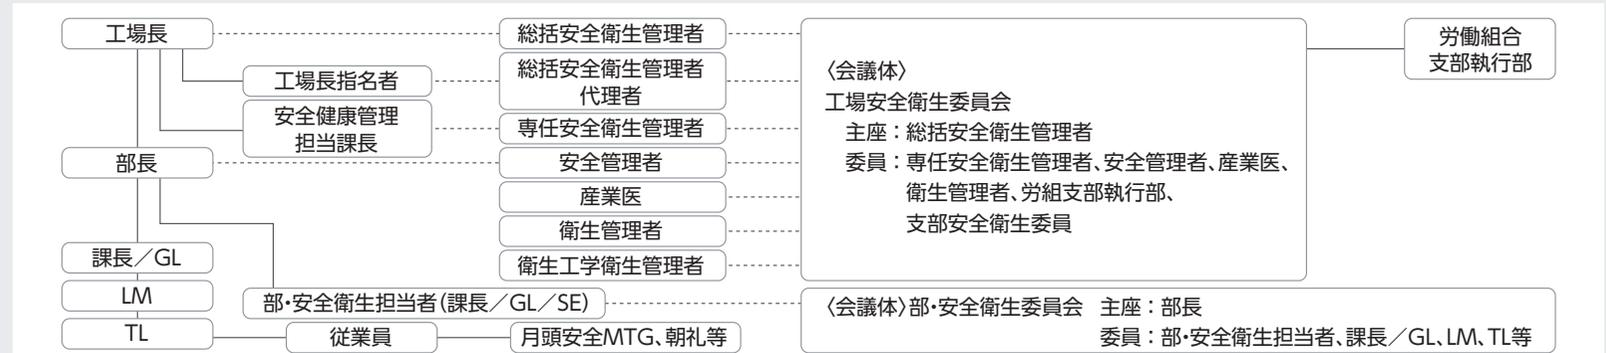 工場長
総括安全衛生管理者
労働組合
支部執行部
工場長指名者
総括安全衛生管理者
代理者
安全健康管理
担当課長
専任安全衛生管理者
部長
安全管理者
産業医
衛生管理者
衛生工学衛生管理者
〈会議体〉
工場安全衛生委員会
主座：総括安全衛生管理者
委員：専任安全衛生管理者、安全管理者、産業医、
衛生管理者、労組支部執行部、
支部安全衛生委員
課長／GL
LM
部・安全衛生担当者（課長／GL／SE）
〈会議体〉部・安全衛生委員会 主座：部長
委員：部・安全衛生担当者、課長／GL、LM、TL等
TL
従業員
月頭安全MTG、朝礼等